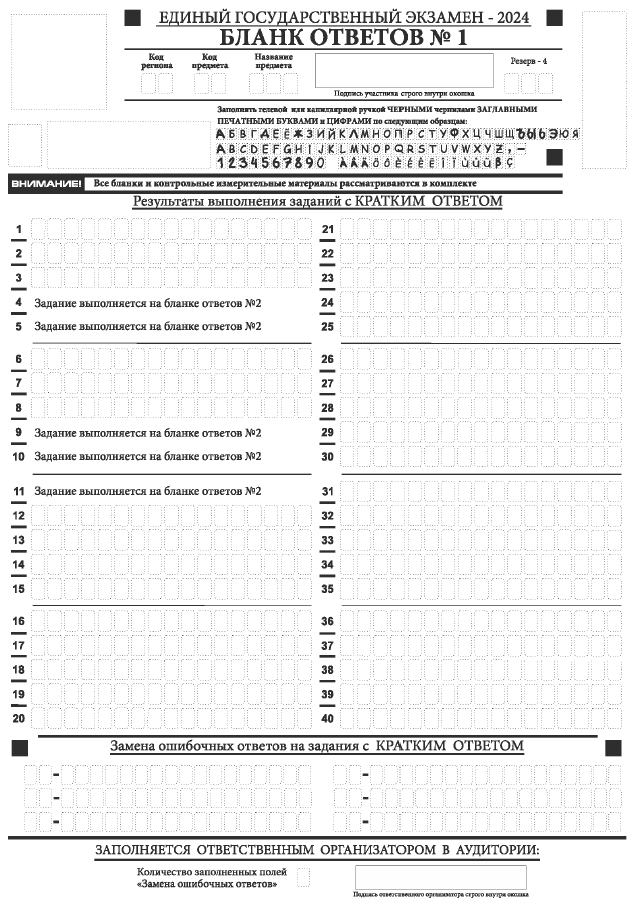 ЕДИНЫЙ ГОСУДАРСТВЕННЫЙ ЭКЗАМЕН - 2024
БЛАНК ОТВЕТОВ № 1
Код региона
Код предмета
Название предмета
Резерв - 4
Подпись участника строго внутри окошка
Заполнять гелевой или капиллярной ручкой ЧЕРНЫМИ чернилами ЗАГЛАВНЫМИ
ПЕЧАТНЫМИ БУКВАМИ и ЦИФРАМИ по следующим образцам:
АБВГДЕЁЖЗИЙКЛМНОПРСТУФХЦЧШЩЪЫЬЭЮЯ
ABCDEFGHIJKLMNOPQRSTUVWXYZ,-
1234567890
ВНИМАНИЕ!
Все бланки и контрольные измерительные материалы рассматриваются в комплекте
Результаты выполнения заданий с КРАТКИМ ОТВЕТОМ
1
2
3
4 Задание выполняется на бланке ответов №2
5 Задание выполняется на бланке ответов №2
6
7
8
9 Задание выполняется на бланке ответов №2
10 Задание выполняется на бланке ответов №2
11 Задание выполняется на бланке ответов №2
12
13
14
15
16
17
18
19
20
21
22
23
24
25
26
27
28
29
30
31
32
33
34
35
36
37
38
39
40
Замена ошибочных ответов на задания с КРАТКИМ ОТВЕТОМ
- -
- -
- -
ЗАПОЛНЯЕТСЯ ОТВЕТСТВЕННЫМ ОРГАНИЗАТОРОМ В АУДИТОРИИ:
Количество заполненных полей
«Замена ошибочных ответов»
Подпись ответственного организатора строго внутри окошка